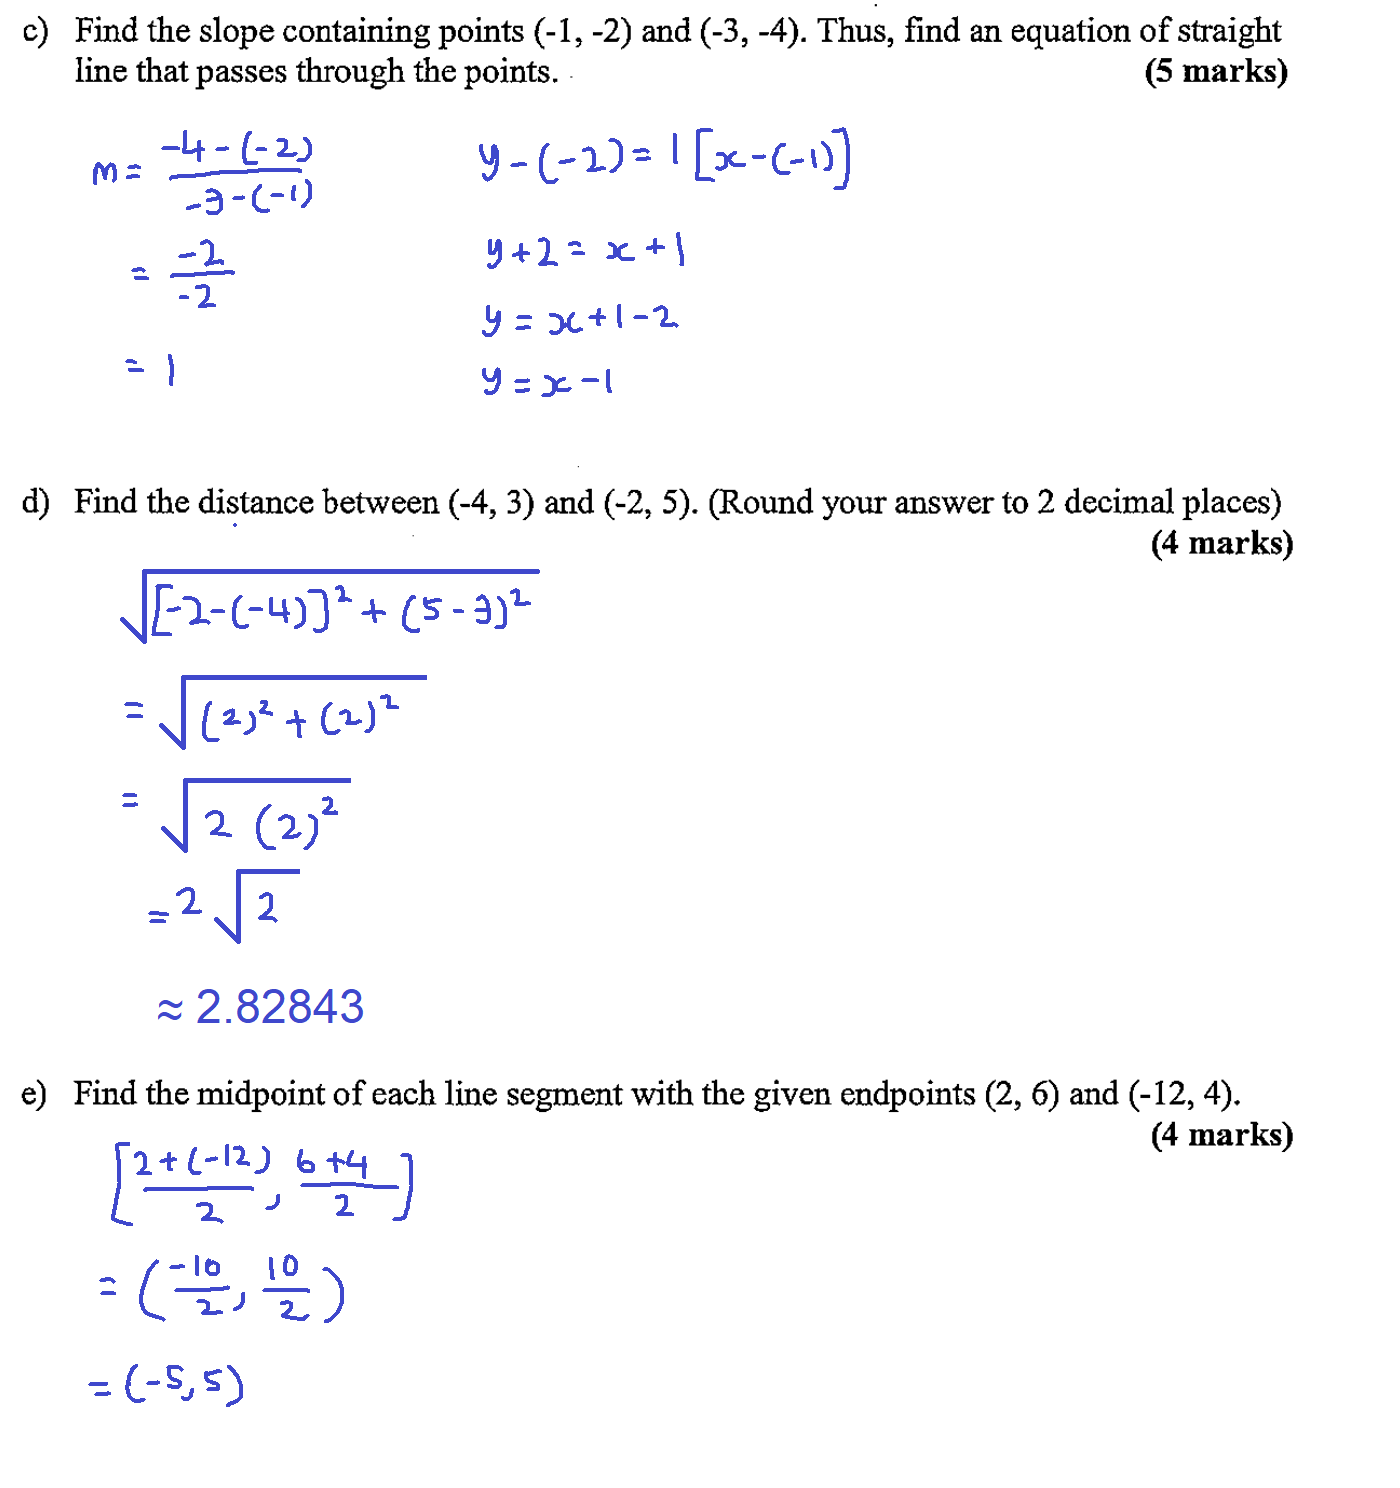 c) Find the slope containing points (-1, -2) and (-3, -4). Thus, find an equation of straight
line that passes through the points.
(5 marks)
m = \frac{-4-(-2)}{-3-(-1)}
= \frac{-2}{-2}
= 1
y-(-2) = 1[x-(-1)]
y+2 = x+1
y = x+1-2
y = x-1
d) Find the distance between (-4, 3) and (-2, 5). (Round your answer to 2 decimal places)
(4 marks)
\sqrt{[-2-(-4)]^2 + (5-3)^2}
= \sqrt{(2)^2 + (2)^2}
= \sqrt{2 (2)^2}
= 2\sqrt{2}
≈ 2.82843
e) Find the midpoint of each line segment with the given endpoints (2, 6) and (-12, 4).
(4 marks)
[\frac{2+(-12)}{2}, \frac{6+4}{2}]
= (\frac{-10}{2}, \frac{10}{2})
= (-5, 5)